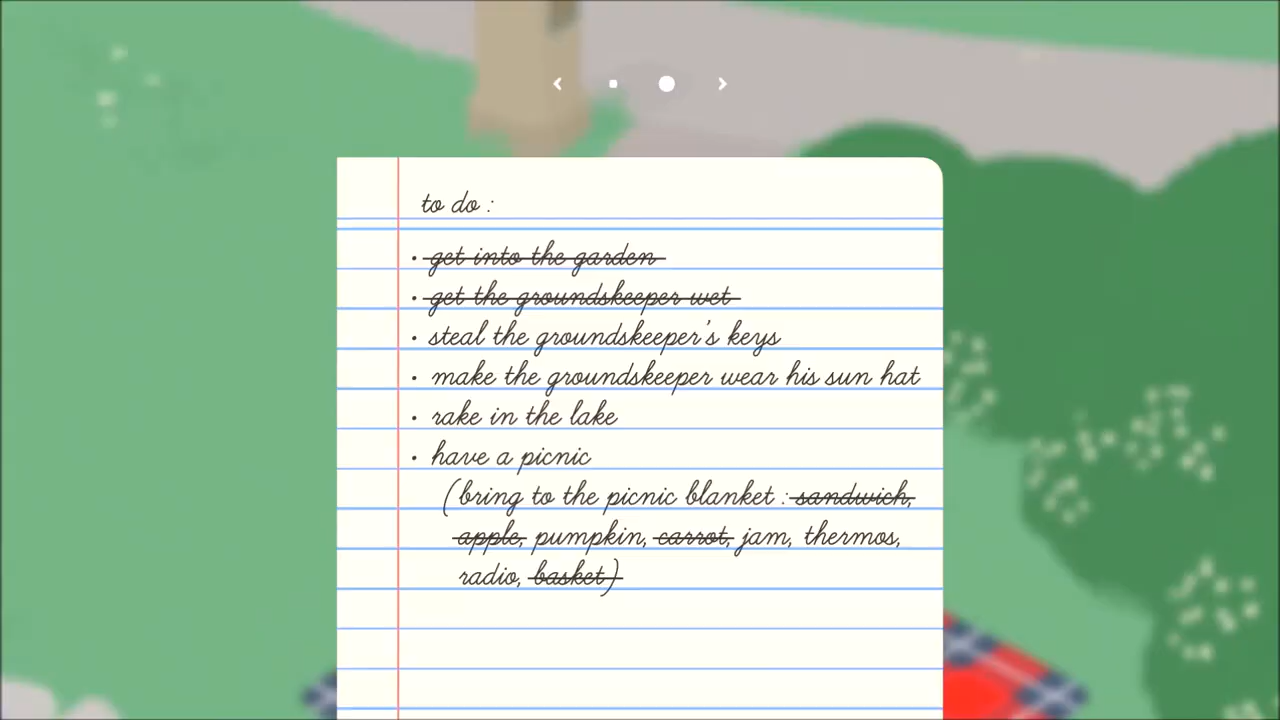 to do :
• get into the garden
• get the groundskeeper wet
• steal the groundskeeper's keys
• make the groundskeeper wear his sun hat
• rake in the lake
• have a picnic
(bring to the picnic blanket : sandwich,
apple, pumpkin, carrot, jam, thermos,
radio, basket)